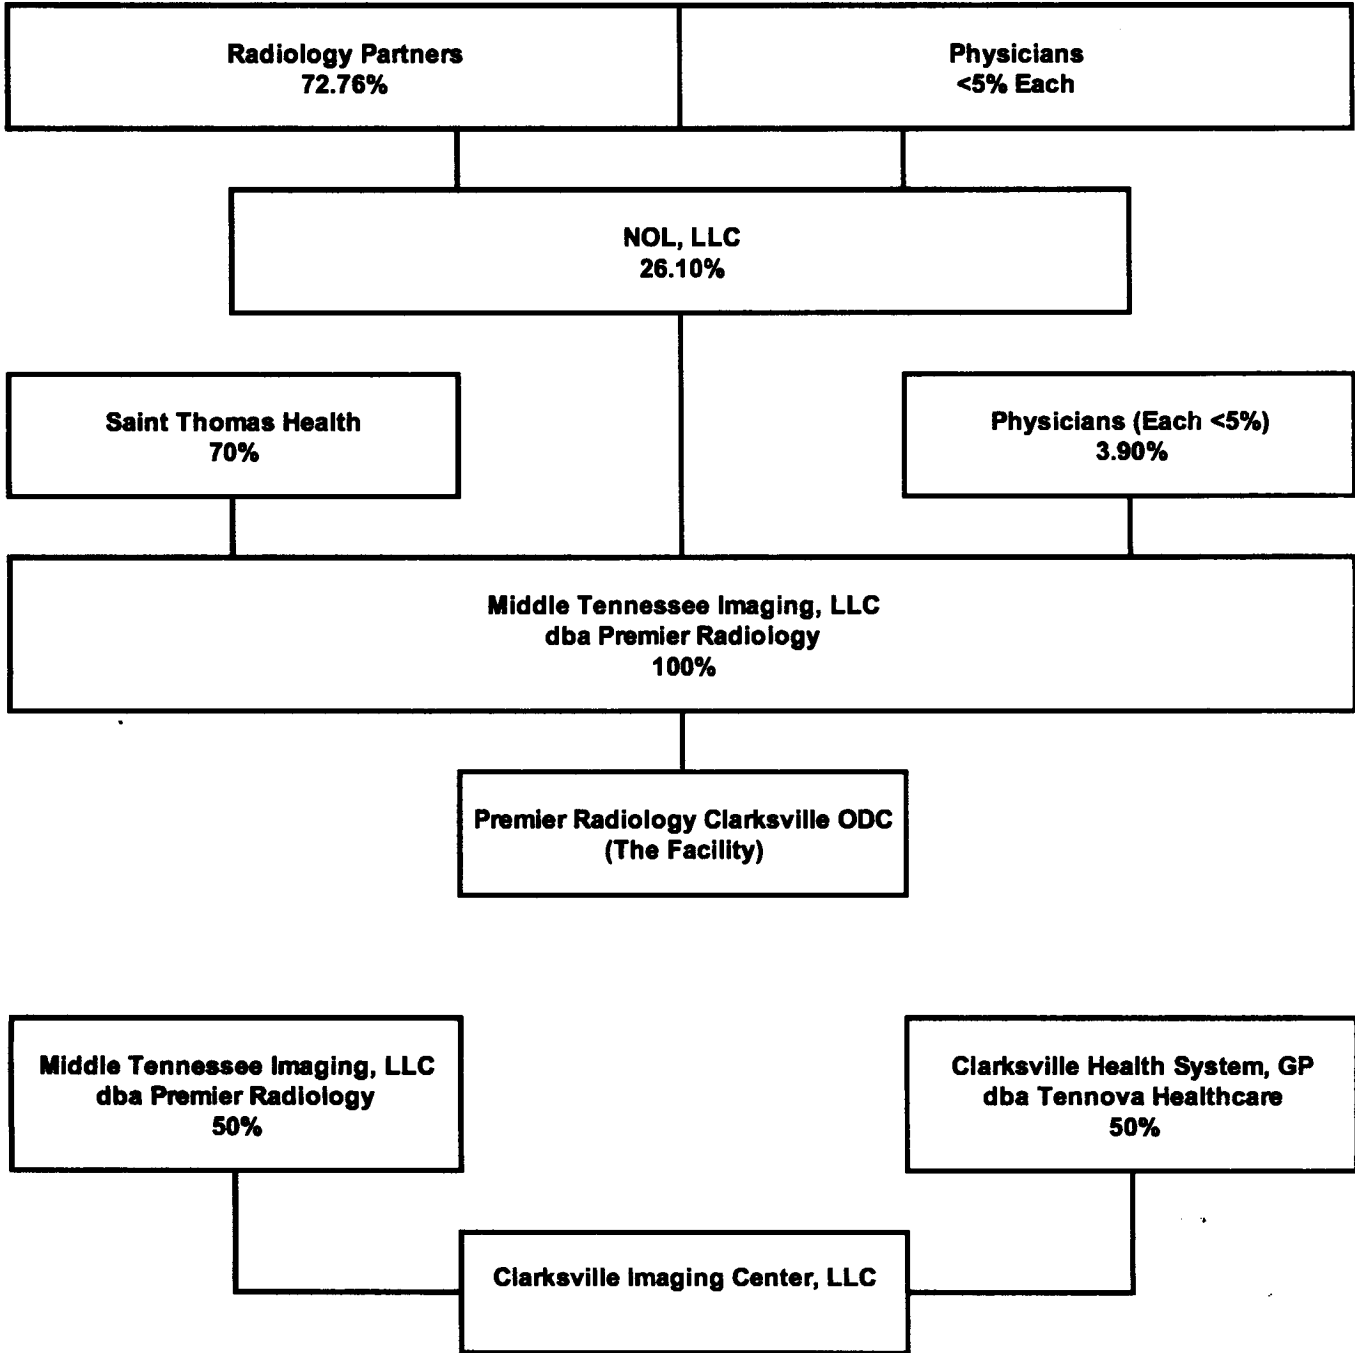 Radiology Partners
72.76%
Physicians
<5% Each
NOL, LLC
26.10%
Saint Thomas Health
70%
Physicians (Each <5%)
3.90%
Middle Tennessee Imaging, LLC
dba Premier Radiology
100%
Premier Radiology Clarksville ODC
(The Facility)
Middle Tennessee Imaging, LLC
dba Premier Radiology
50%
Clarksville Health System, GP
dba Tennova Healthcare
50%
Clarksville Imaging Center, LLC